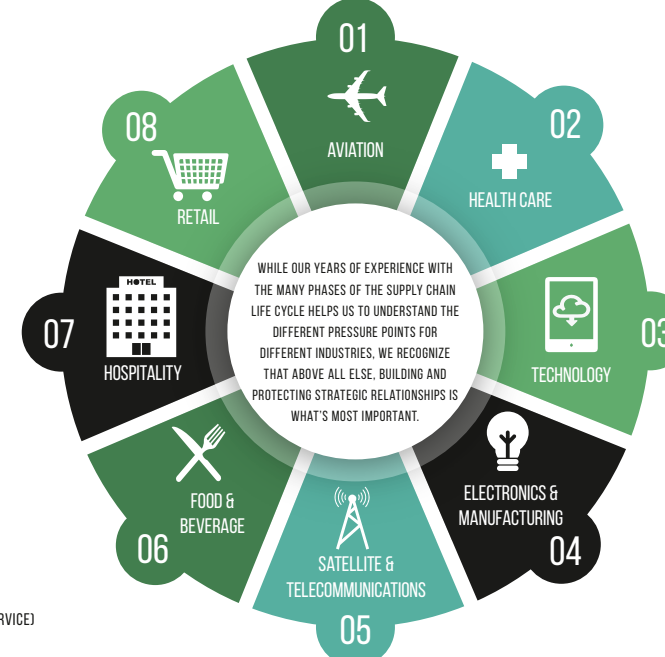 01
AVIATION
02
HEALTH CARE
03
TECHNOLOGY
ELECTRONICS &
MANUFACTURING
04
SATELLITE &
TELECOMMUNICATIONS
05
FOOD &
BEVERAGE
06
07
HOTEL
HOSPITALITY
08
RETAIL
WHILE OUR YEARS OF EXPERIENCE WITH
THE MANY PHASES OF THE SUPPLY CHAIN
LIFE CYCLE HELPS US TO UNDERSTAND THE
DIFFERENT PRESSURE POINTS FOR
DIFFERENT INDUSTRIES, WE RECOGNIZE
THAT ABOVE ALL ELSE, BUILDING AND
PROTECTING STRATEGIC RELATIONSHIPS IS
WHAT'S MOST IMPORTANT.
RVICE)